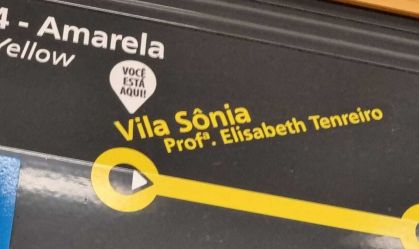 4 - Amarela
Yellow
VOCÊ
ESTÁ
AQUI!
Vila Sônia
Profª. Elisabeth Tenreiro